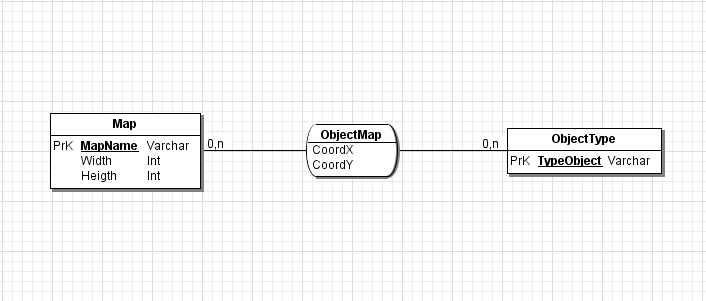 Map
PrK MapName Varchar
Width Int
Heigth Int
0,n
ObjectMap
CoordX
CoordY
0,n
ObjectType
PrK TypeObject Varchar